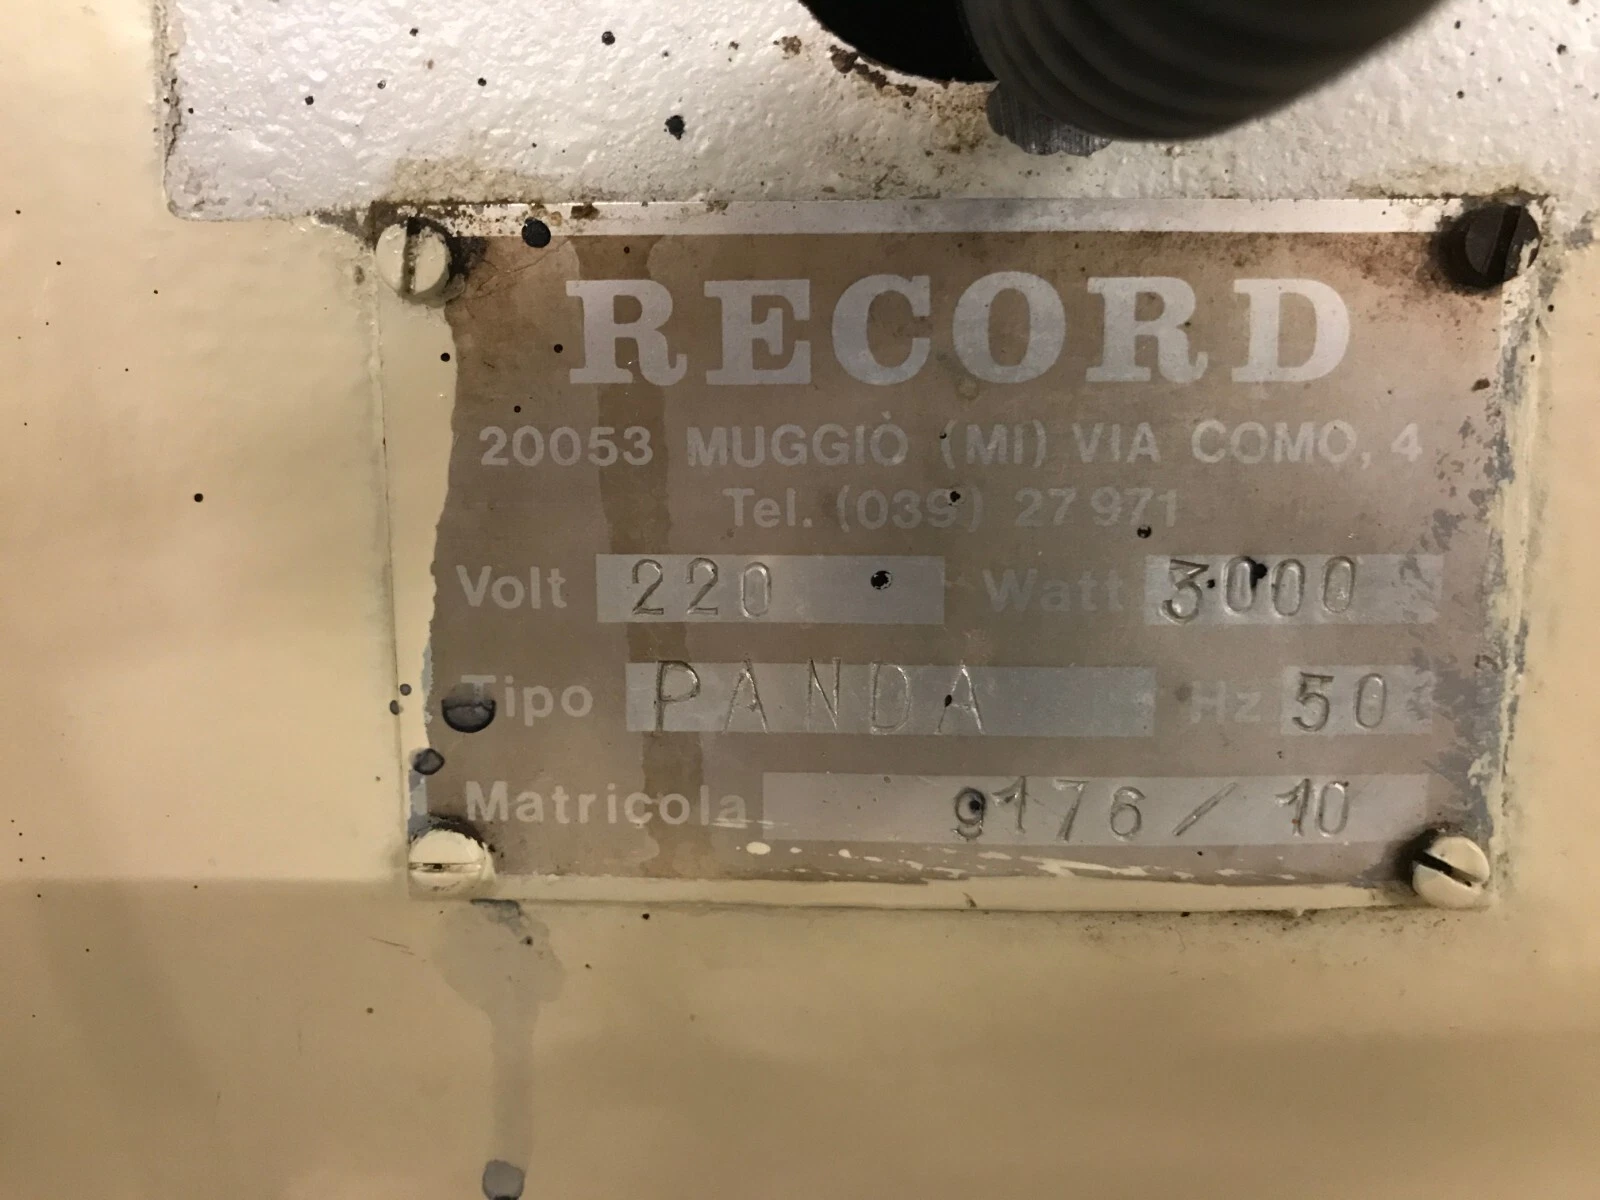 RECORD
20053 MUGGIÒ (MI) VIA COMO, 4
Tel. (039) 27 971
Volt 220 Watt 3000
Tipo PANDA Hz 50
Matricola 9176 / 10